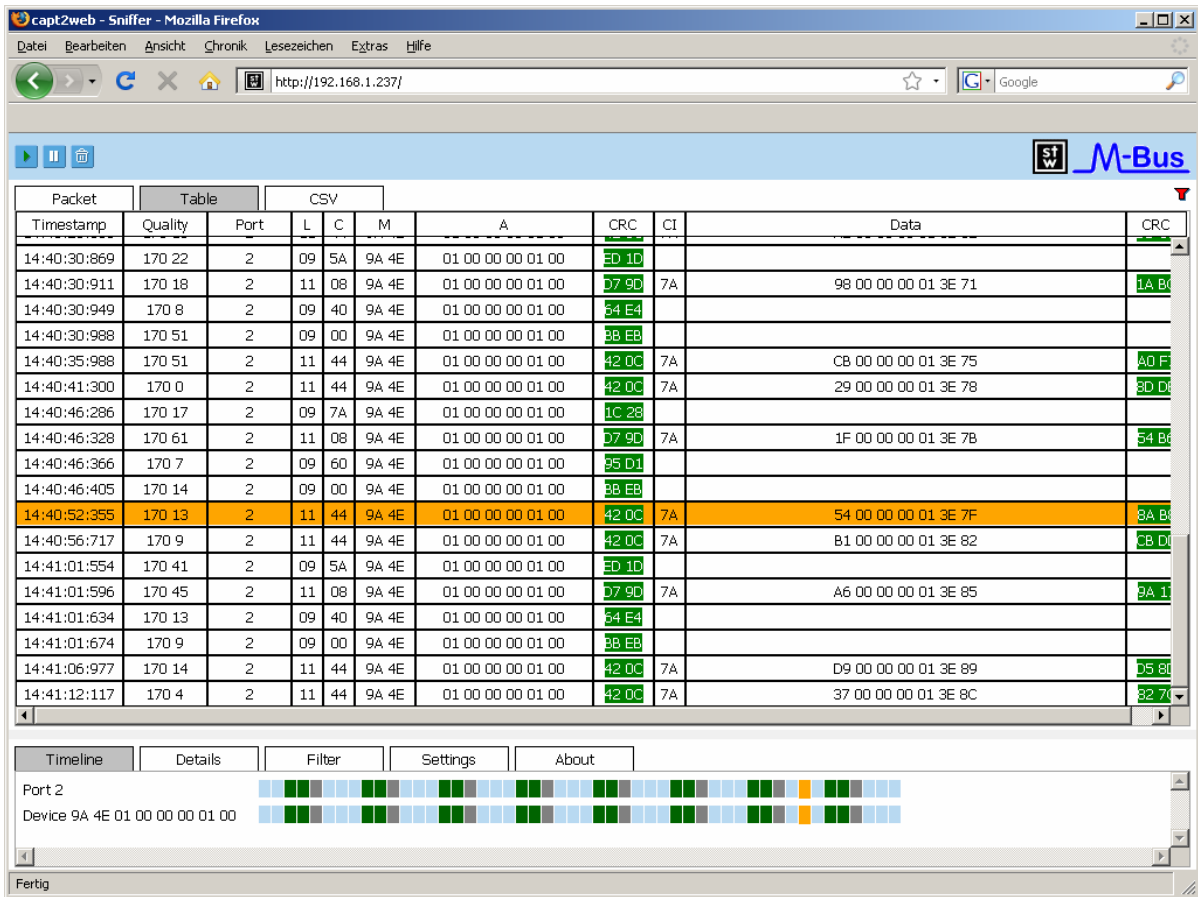 capt2web - Sniffer - Mozilla Firefox
Datei Bearbeiten Ansicht Chronik Lesezeichen Extras Hilfe
http://192.168.1.237/ G Google
stw M-Bus
Packet Table CSV
Timestamp Quality Port L C M A CRC CI Data CRC
14:40:30:869 170 22 2 09 5A 9A 4E 01 00 00 00 01 00 ED 1D
14:40:30:911 170 18 2 11 08 9A 4E 01 00 00 00 01 00 D7 9D 7A 98 00 00 00 01 3E 71 1A
14:40:30:949 170 8 2 09 40 9A 4E 01 00 00 00 01 00 64 E4
14:40:30:988 170 51 2 09 00 9A 4E 01 00 00 00 01 00 BB EB
14:40:35:988 170 51 2 11 44 9A 4E 01 00 00 00 01 00 42 0C 7A CB 00 00 00 01 3E 75 A0
14:40:41:300 170 0 2 11 44 9A 4E 01 00 00 00 01 00 42 0C 7A 29 00 00 00 01 3E 78 8D
14:40:46:286 170 17 2 09 7A 9A 4E 01 00 00 00 01 00 1C 28
14:40:46:328 170 61 2 11 08 9A 4E 01 00 00 00 01 00 D7 9D 7A 1F 00 00 00 01 3E 7B 54
14:40:46:366 170 7 2 09 60 9A 4E 01 00 00 00 01 00 95 D1
14:40:46:405 170 14 2 09 00 9A 4E 01 00 00 00 01 00 BB EB
14:40:52:355 170 13 2 11 44 9A 4E 01 00 00 00 01 00 42 0C 7A 54 00 00 00 01 3E 7F 8A
14:40:56:717 170 9 2 11 44 9A 4E 01 00 00 00 01 00 42 0C 7A B1 00 00 00 01 3E 82 CB
14:41:01:554 170 41 2 09 5A 9A 4E 01 00 00 00 01 00 ED 1D
14:41:01:596 170 45 2 11 08 9A 4E 01 00 00 00 01 00 D7 9D 7A A6 00 00 00 01 3E 85 9A
14:41:01:634 170 13 2 09 40 9A 4E 01 00 00 00 01 00 64 E4
14:41:01:674 170 9 2 09 00 9A 4E 01 00 00 00 01 00 BB EB
14:41:06:977 170 14 2 11 44 9A 4E 01 00 00 00 01 00 42 0C 7A D9 00 00 00 01 3E 89 D5
14:41:12:117 170 4 2 11 44 9A 4E 01 00 00 00 01 00 42 0C 7A 37 00 00 00 01 3E 8C 82
Timeline Details Filter Settings About
Port 2
Device 9A 4E 01 00 00 00 01 00
Fertig